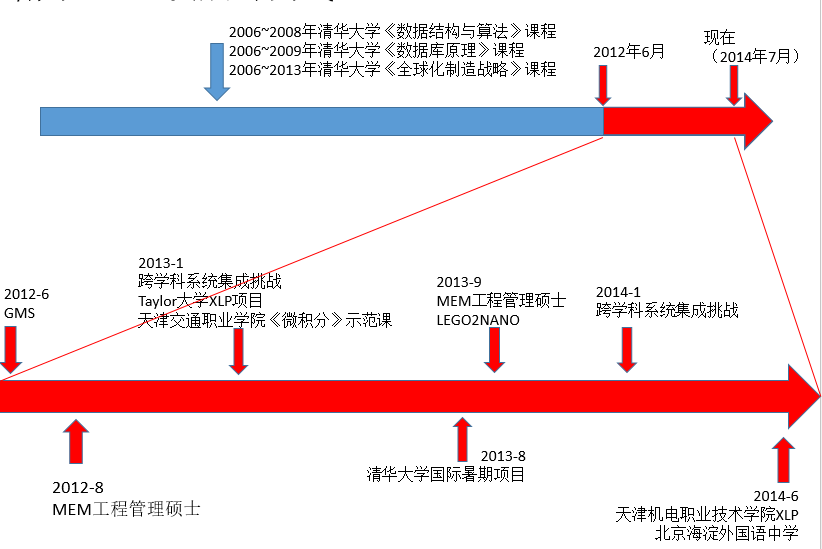 2006~2008年清华大学《数据结构与算法》课程
2006~2009年清华大学《数据库原理》课程
2006~2013年清华大学《全球化制造战略》课程
2012年6月
现在
（2014年7月）
2012-6
GMS
2013-1
跨学科系统集成挑战
Taylor大学XLP项目
天津交通职业学院《微积分》示范课
2013-9
MEM工程管理硕士
LEGO2NANO
2014-1
跨学科系统集成挑战
2012-8
MEM工程管理硕士
2013-8
清华大学国际暑期项目
2014-6
天津机电职业技术学院XLP
北京海淀外国语中学